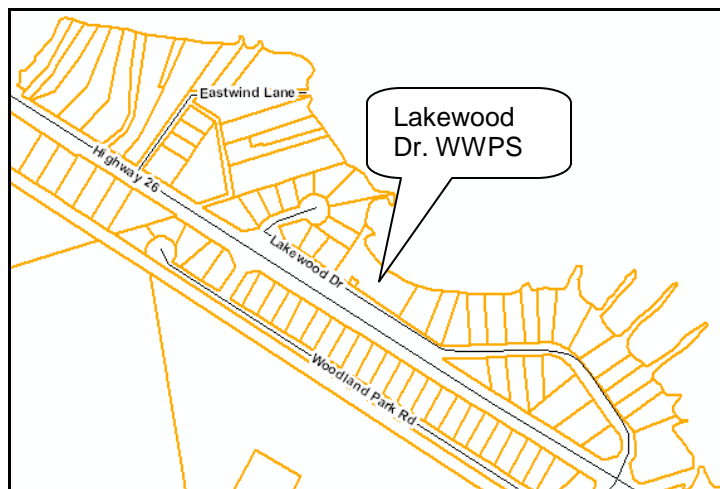 Eastwind Lane
Lakewood
Dr. WWPS
Highway 26
Lakewood Dr
Woodland Park Rd